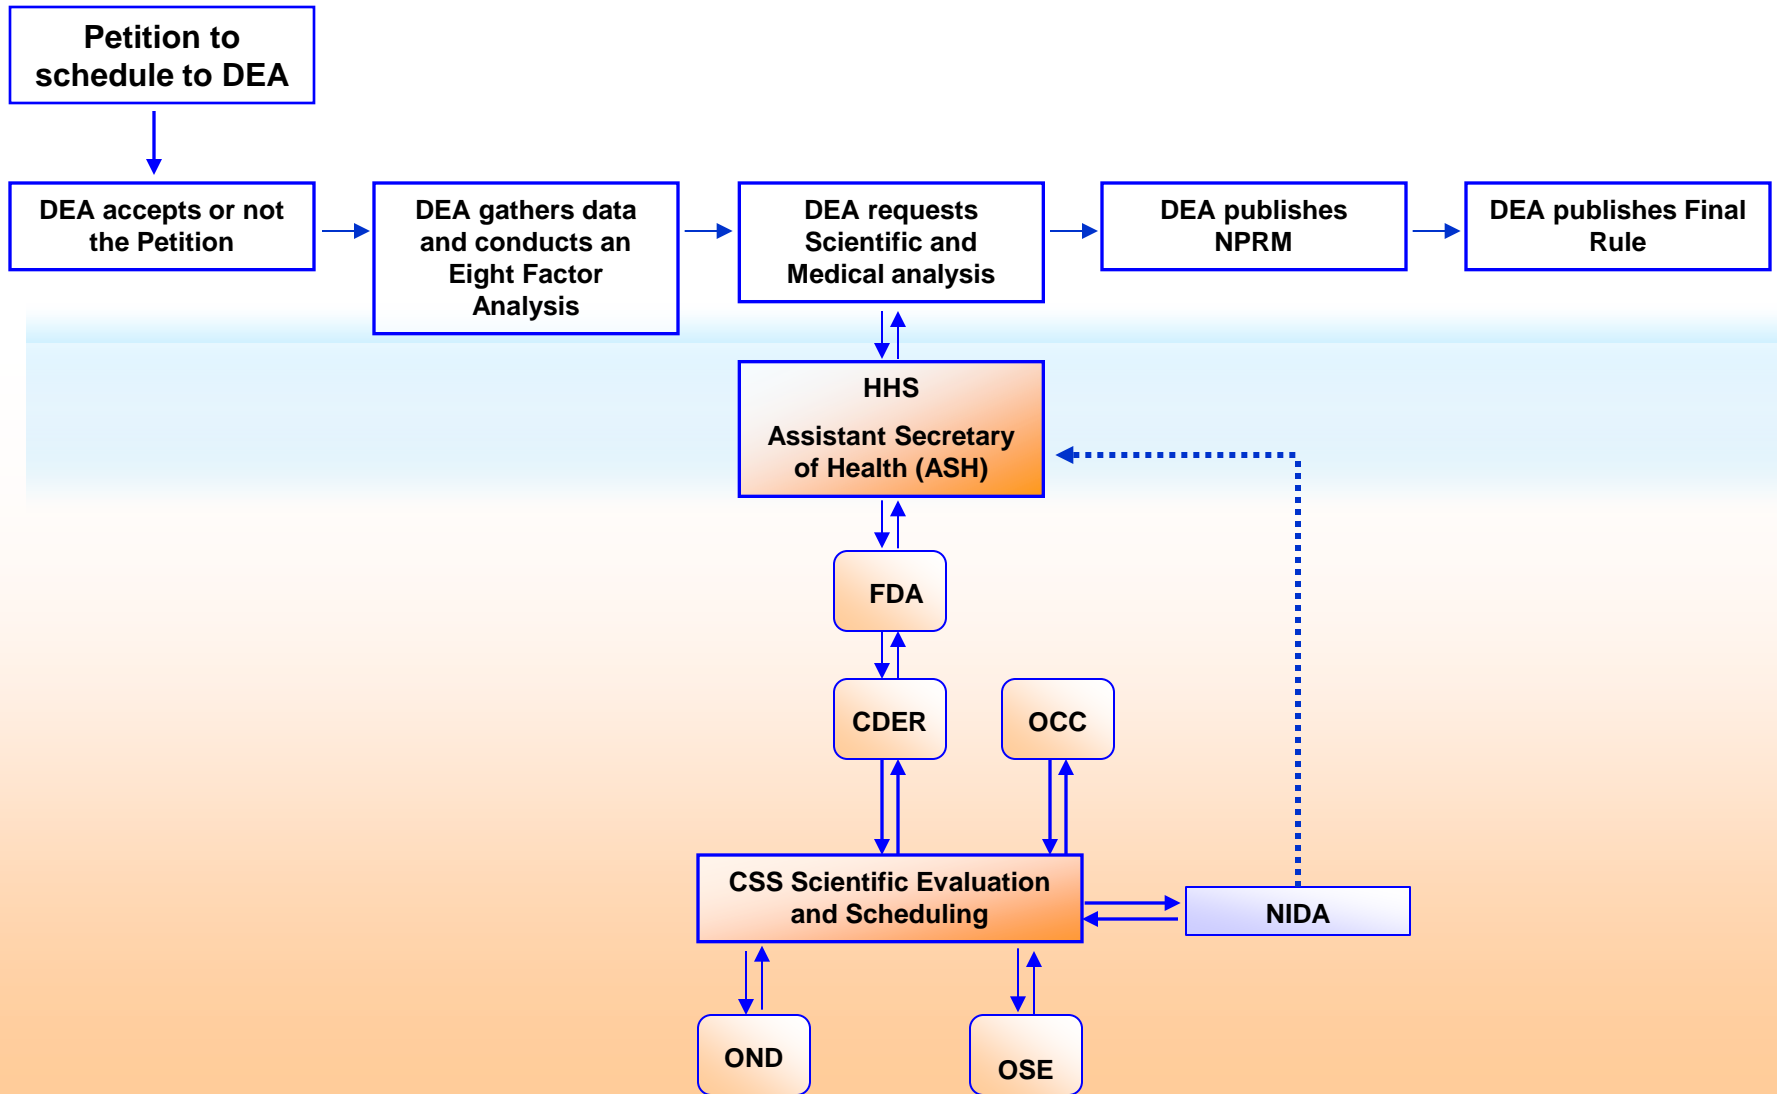 Petition to
schedule to DEA
DEA accepts or not
the Petition
DEA gathers data
and conducts an
Eight Factor
Analysis
DEA requests
Scientific and
Medical analysis
DEA publishes
NPRM
DEA publishes Final
Rule
HHS
Assistant Secretary
of Health (ASH)
FDA
CDER
OCC
CSS Scientific Evaluation
and Scheduling
NIDA
OND
OSE